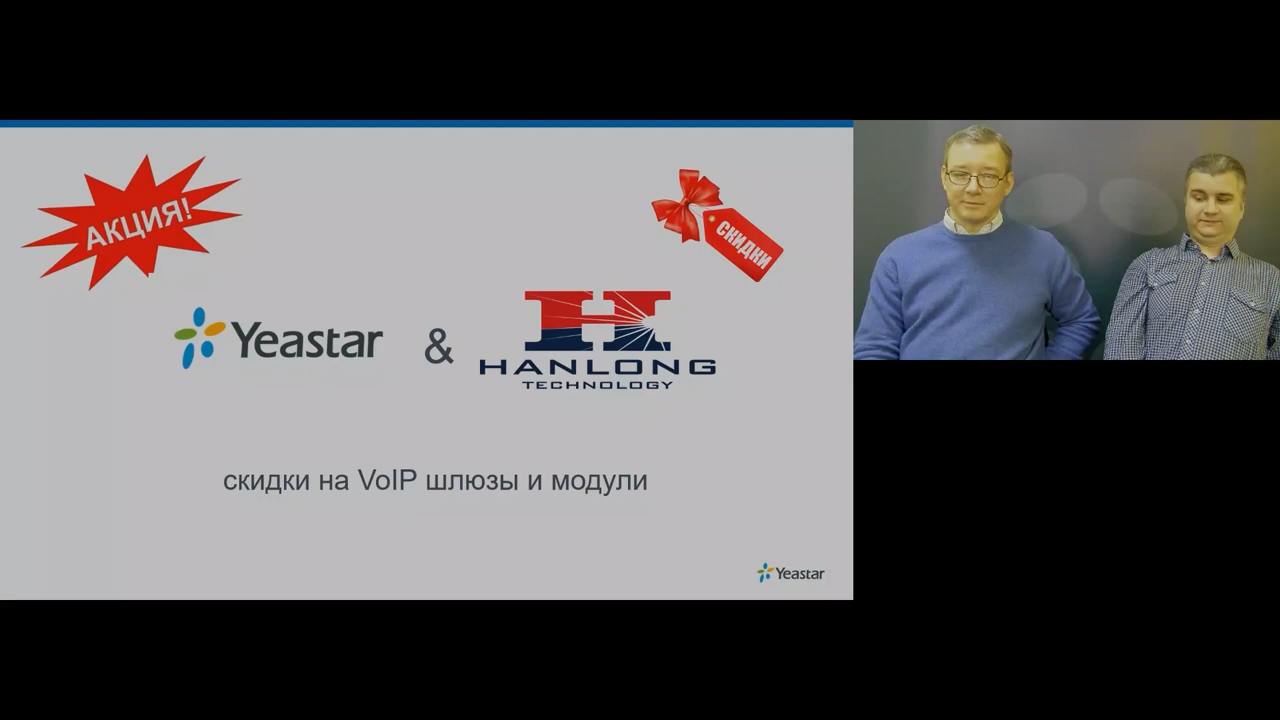 АКЦИЯ!
СКИДКИ
Yeastar & HANLONG
TECHNOLOGY
скидки на VoIP шлюзы и модули
Yeastar